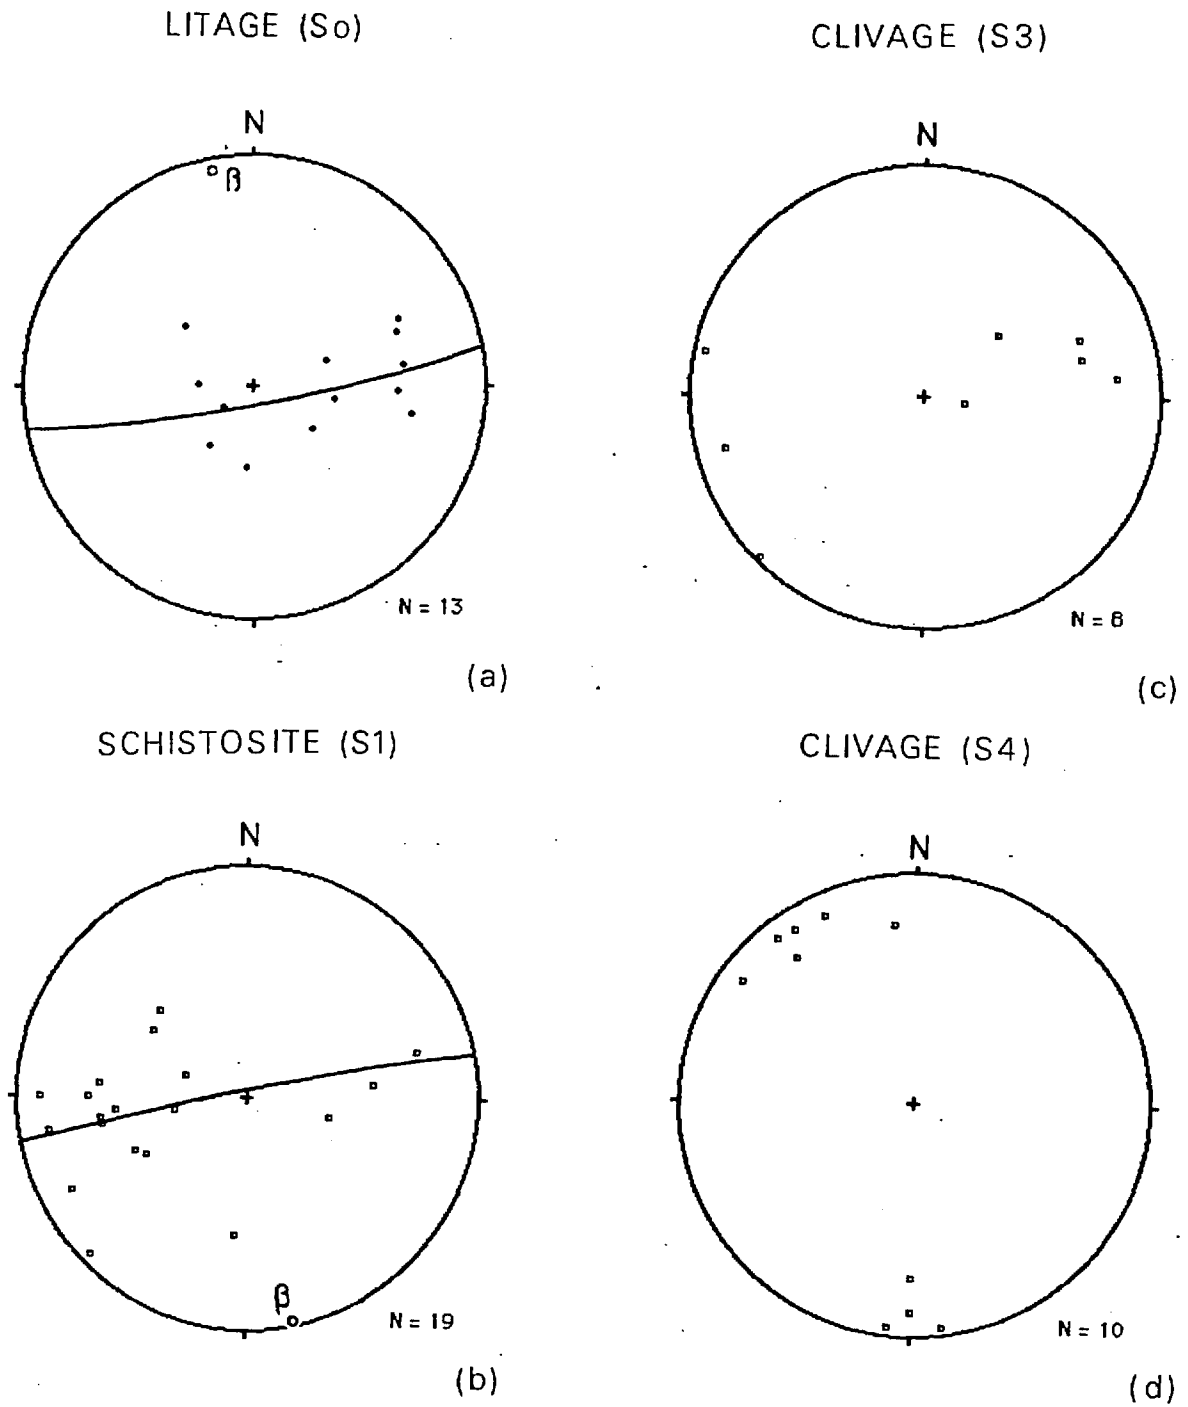 LITAGE (So)
N
β
N = 13
(a)
CLIVAGE (S3)
N
N = 8
(c)
SCHISTOSITE (S1)
N
β
N = 19
(b)
CLIVAGE (S4)
N
N = 10
(d)